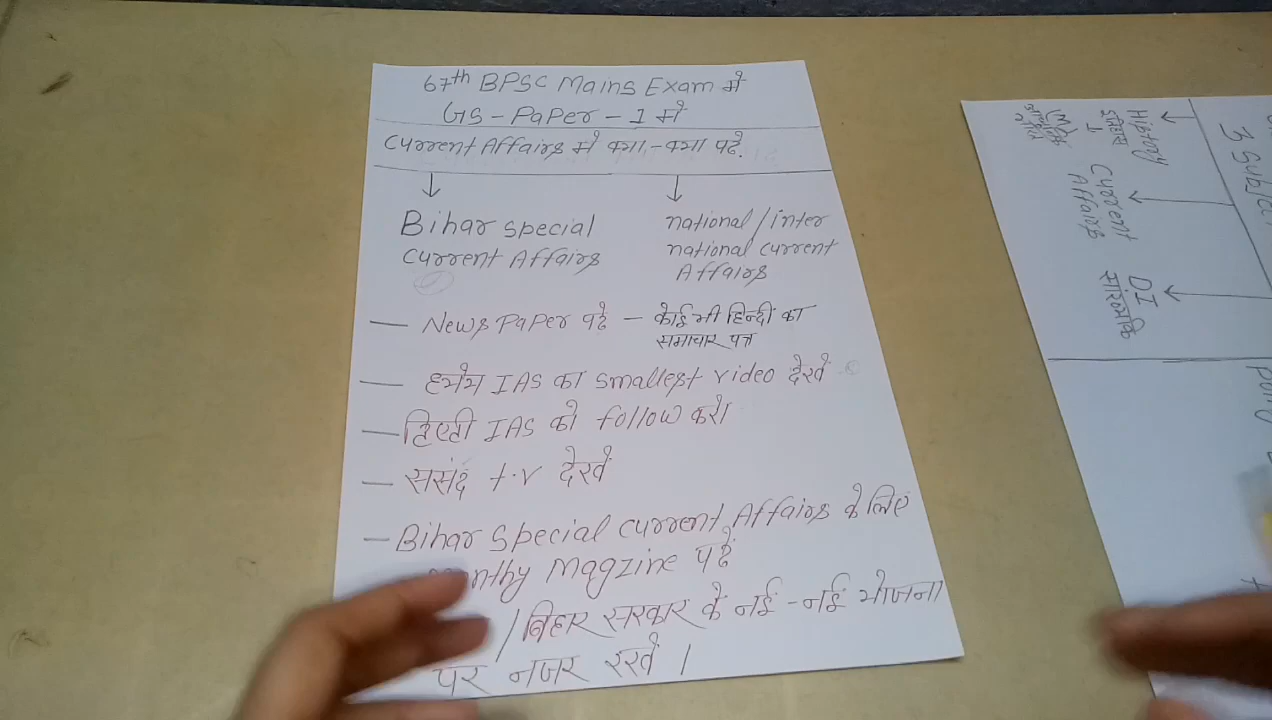 67th BPSC Mains Exam में
GS - PaPer - 1 में
Current Affairs में क्या-क्या पढे.
Bihar special
Current Affairs
national/inter
national current
Affairs
— News PaPer पढे — कोई भी हिन्दी का
समाचार पत्र
— ध्येय IAS का smallest video देखें
— IAS को follow करे।
— ससंद t.v देखें
— Bihar special current Affairs के लिए
Magzine पढें
/ बिहार सरकार के नई-नई योजना
पर नजर रखें।
3 Subject
History
इतिहास
Current
Affairs
DI